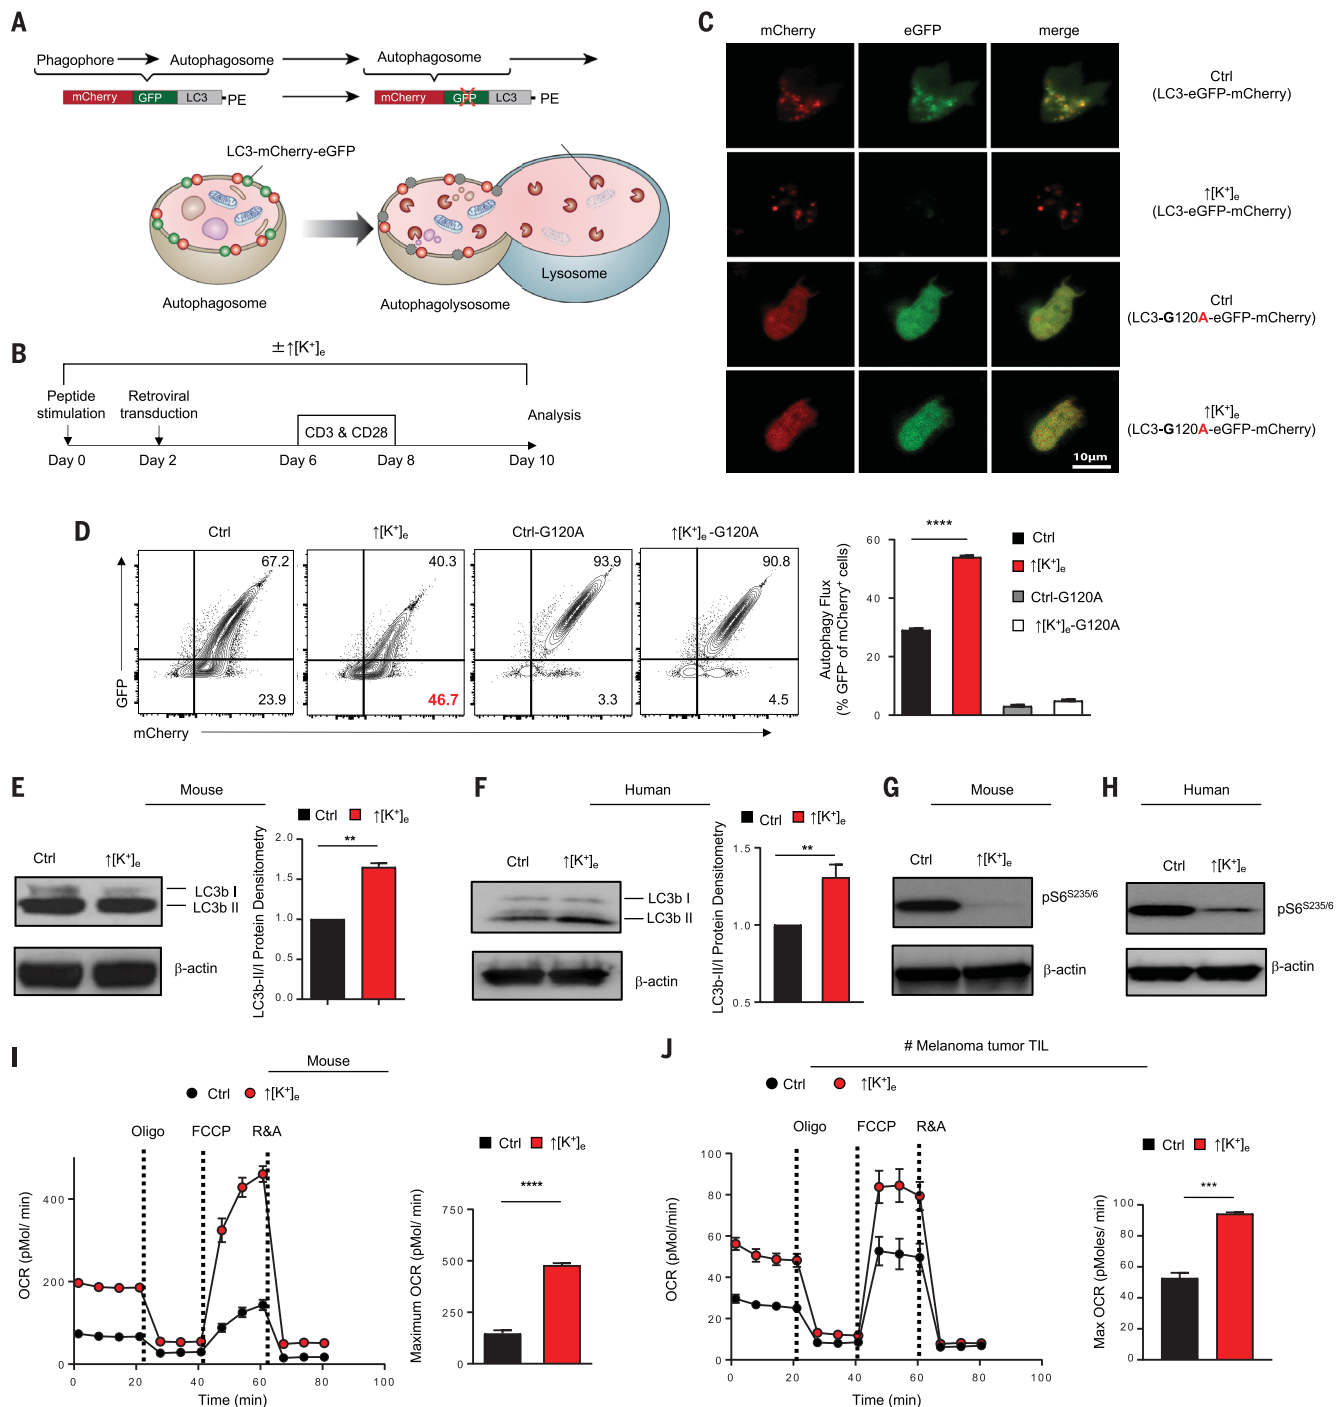 A
Phagophore
Autophagosome
Autophagosome
mCherry
GFP
LC3
PE
mCherry
GFP
LC3
PE
LC3-mCherry-eGFP
Lysosome
Autophagosome
Autophagolysosome
B
±↑[K⁺]ₑ
Peptide
stimulation
Retroviral
transduction
Analysis
CD3 & CD28
Day 0
Day 2
Day 6
Day 8
Day 10
C
mCherry
eGFP
merge
Ctrl
(LC3-eGFP-mCherry)
↑[K⁺]ₑ
(LC3-eGFP-mCherry)
Ctrl
(LC3-G120A-eGFP-mCherry)
↑[K⁺]ₑ
(LC3-G120A-eGFP-mCherry)
10μm
D
Ctrl
↑[K⁺]ₑ
Ctrl-G120A
↑[K⁺]ₑ-G120A
67.2
40.3
93.9
90.8
23.9
46.7
3.3
4.5
GFP
mCherry
Autophagy Flux
(% GFP⁻ of mCherry⁺ cells)
60
40
20
0
****
Ctrl
↑[K⁺]ₑ
Ctrl-G120A
↑[K⁺]ₑ-G120A
E
Mouse
Ctrl
↑[K⁺]ₑ
LC3b I
LC3b II
β-actin
Ctrl
↑[K⁺]ₑ
LC3b-II/I Protein Densitometry
2.0
1.5
1.0
0.5
0.0
**
F
Human
Ctrl
↑[K⁺]ₑ
LC3b I
LC3b II
β-actin
Ctrl
↑[K⁺]ₑ
LC3b-II/I Protein Densitometry
1.5
1.0
0.5
**
G
Mouse
Ctrl
↑[K⁺]ₑ
pS6ˢ²³⁵ᐟ⁶
β-actin
H
Human
Ctrl
↑[K⁺]ₑ
pS6ˢ²³⁵ᐟ⁶
β-actin
I
Mouse
Ctrl
↑[K⁺]ₑ
Oligo
FCCP
R&A
OCR (pMol/ min)
400
200
0
0
20
40
60
80
100
Time (min)
Ctrl
↑[K⁺]ₑ
Maximum OCR (pMol/ min)
750
500
250
0
****
J
# Melanoma tumor TIL
Ctrl
↑[K⁺]ₑ
Oligo
FCCP
R&A
OCR (pMol/min)
80
60
40
20
0
0
20
40
60
80
100
Time (min)
Ctrl
↑[K⁺]ₑ
Max OCR (pMoles/ min)
100
80
60
40
20
0
***